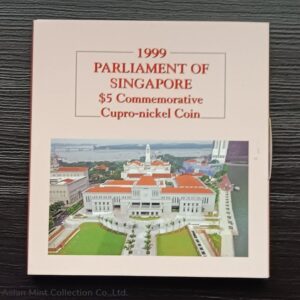 1999
PARLIAMENT OF
SINGAPORE
$5 Commemorative
Cupro-nickel Coin
Asian Mint Collection Co.,Ltd.